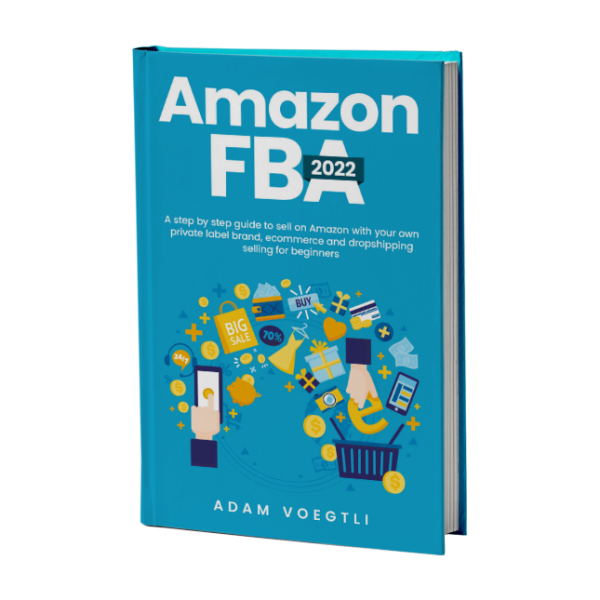 Amazon
FBA
2022
A step by step guide to sell on Amazon with your own
private label brand, ecommerce and dropshipping
selling for beginners
BUY
BIG
SALE
70%
24/7
E
e
ADAM VOEGTLI